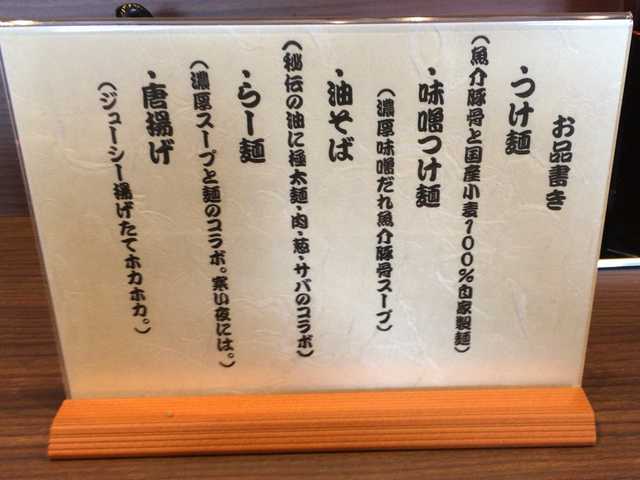 お品書き
・つけ麺
(魚介豚骨と国産小麦100%自家製麺)
・味噌つけ麺
(濃厚味噌だれ魚介豚骨スープ)
・油そば
(秘伝の油に極太麺・肉・葱・サバのコラボ)
・らー麺
(濃厚スープと麺のコラボ。寒い夜には。)
・唐揚げ
(ジューシー揚げたてホカホカ。)